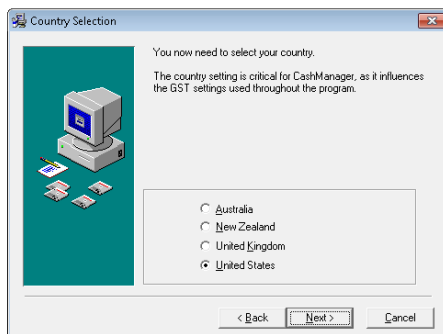 Country Selection
You now need to select your country.
The country setting is critical for CashManager, as it influences
the GST settings used throughout the program.
Australia
New Zealand
United Kingdom
United States
< Back
Next >
Cancel